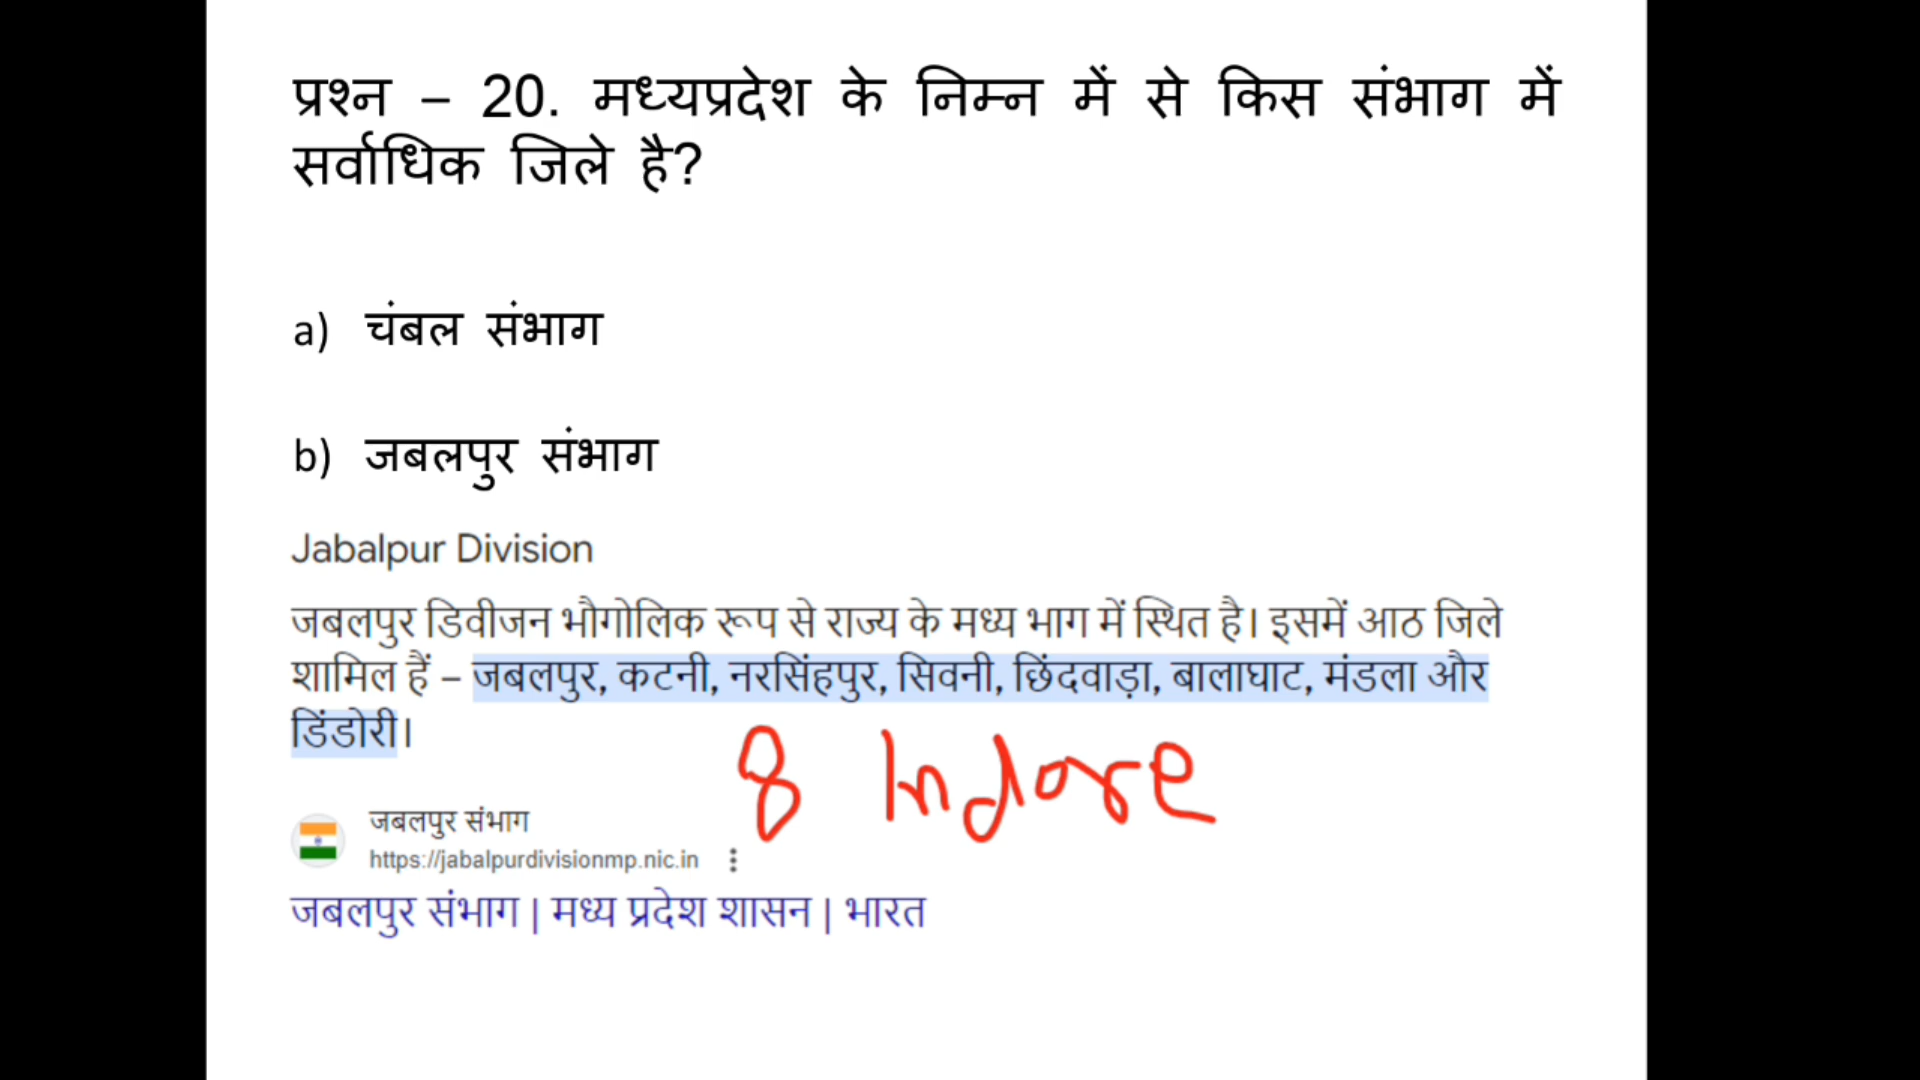 प्रश्न – 20. मध्यप्रदेश के निम्न में से किस संभाग में
सर्वाधिक जिले है?
a) चंबल संभाग
b) जबलपुर संभाग
Jabalpur Division
जबलपुर डिवीजन भौगोलिक रूप से राज्य के मध्य भाग में स्थित है। इसमें आठ जिले
शामिल हैं – जबलपुर, कटनी, नरसिंहपुर, सिवनी, छिंदवाड़ा, बालाघाट, मंडला और
डिंडोरी।
8 Indore
जबलपुर संभाग
https://jabalpurdivisionmp.nic.in
जबलपुर संभाग | मध्य प्रदेश शासन | भारत